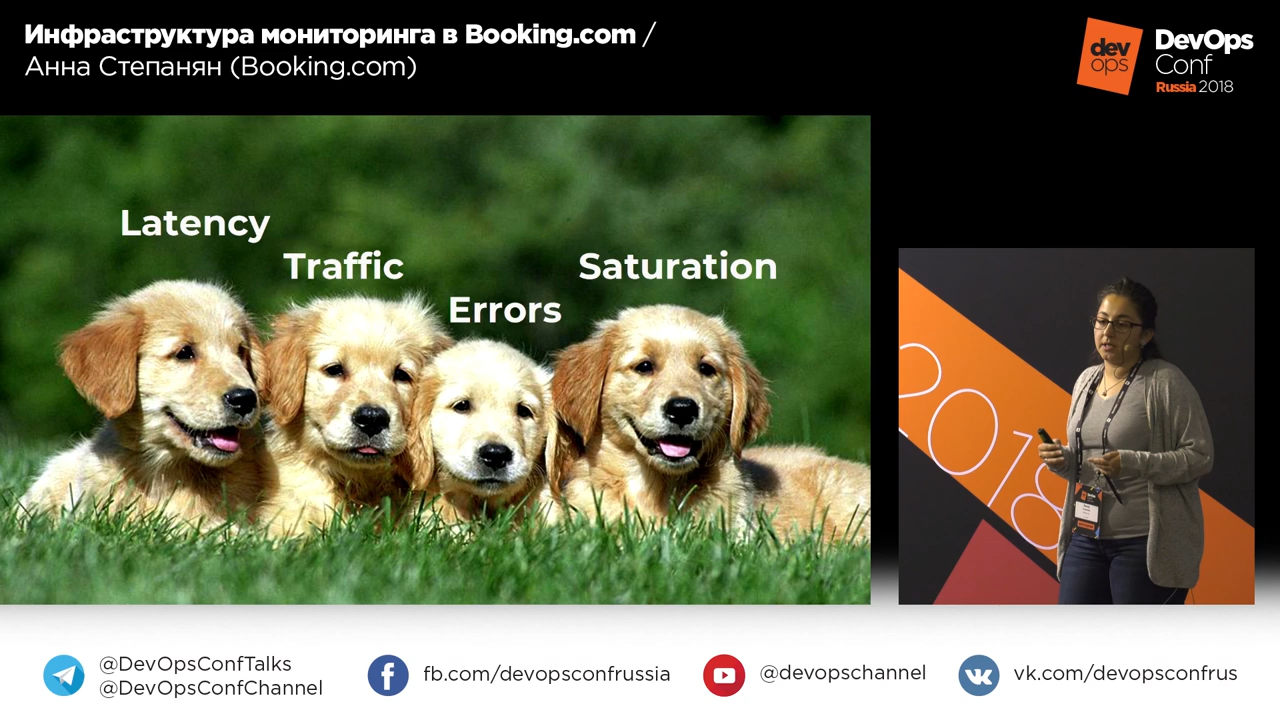 Инфраструктура мониторинга в Booking.com /
Анна Степанян (Booking.com)
dev
ops
DevOps
Conf
Russia 2018
Latency
Traffic
Errors
Saturation
2018
@DevOpsConfTalks
@DevOpsConfChannel
fb.com/devopsconfrussia
@devopschannel
vk.com/devopsconfrus